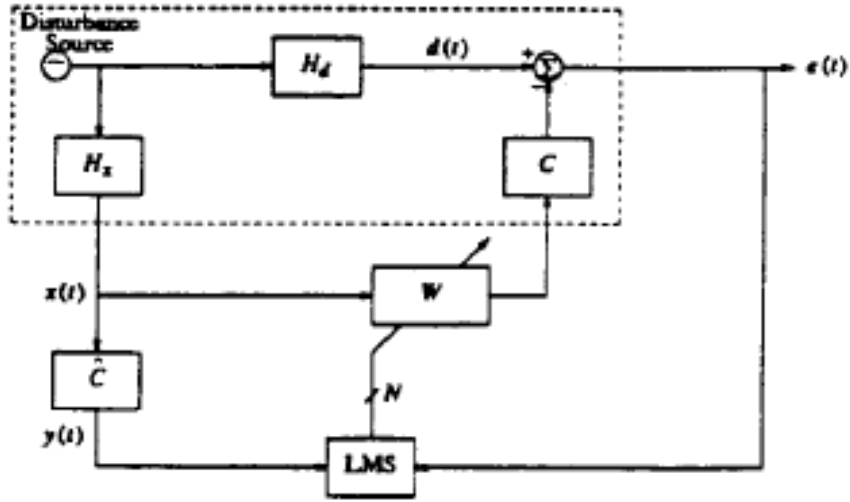 Disturbance
Source
−
H_d
d(t)
+
Σ
−
e(t)
H_x
C
x(t)
W
Ĉ
N
y(t)
LMS